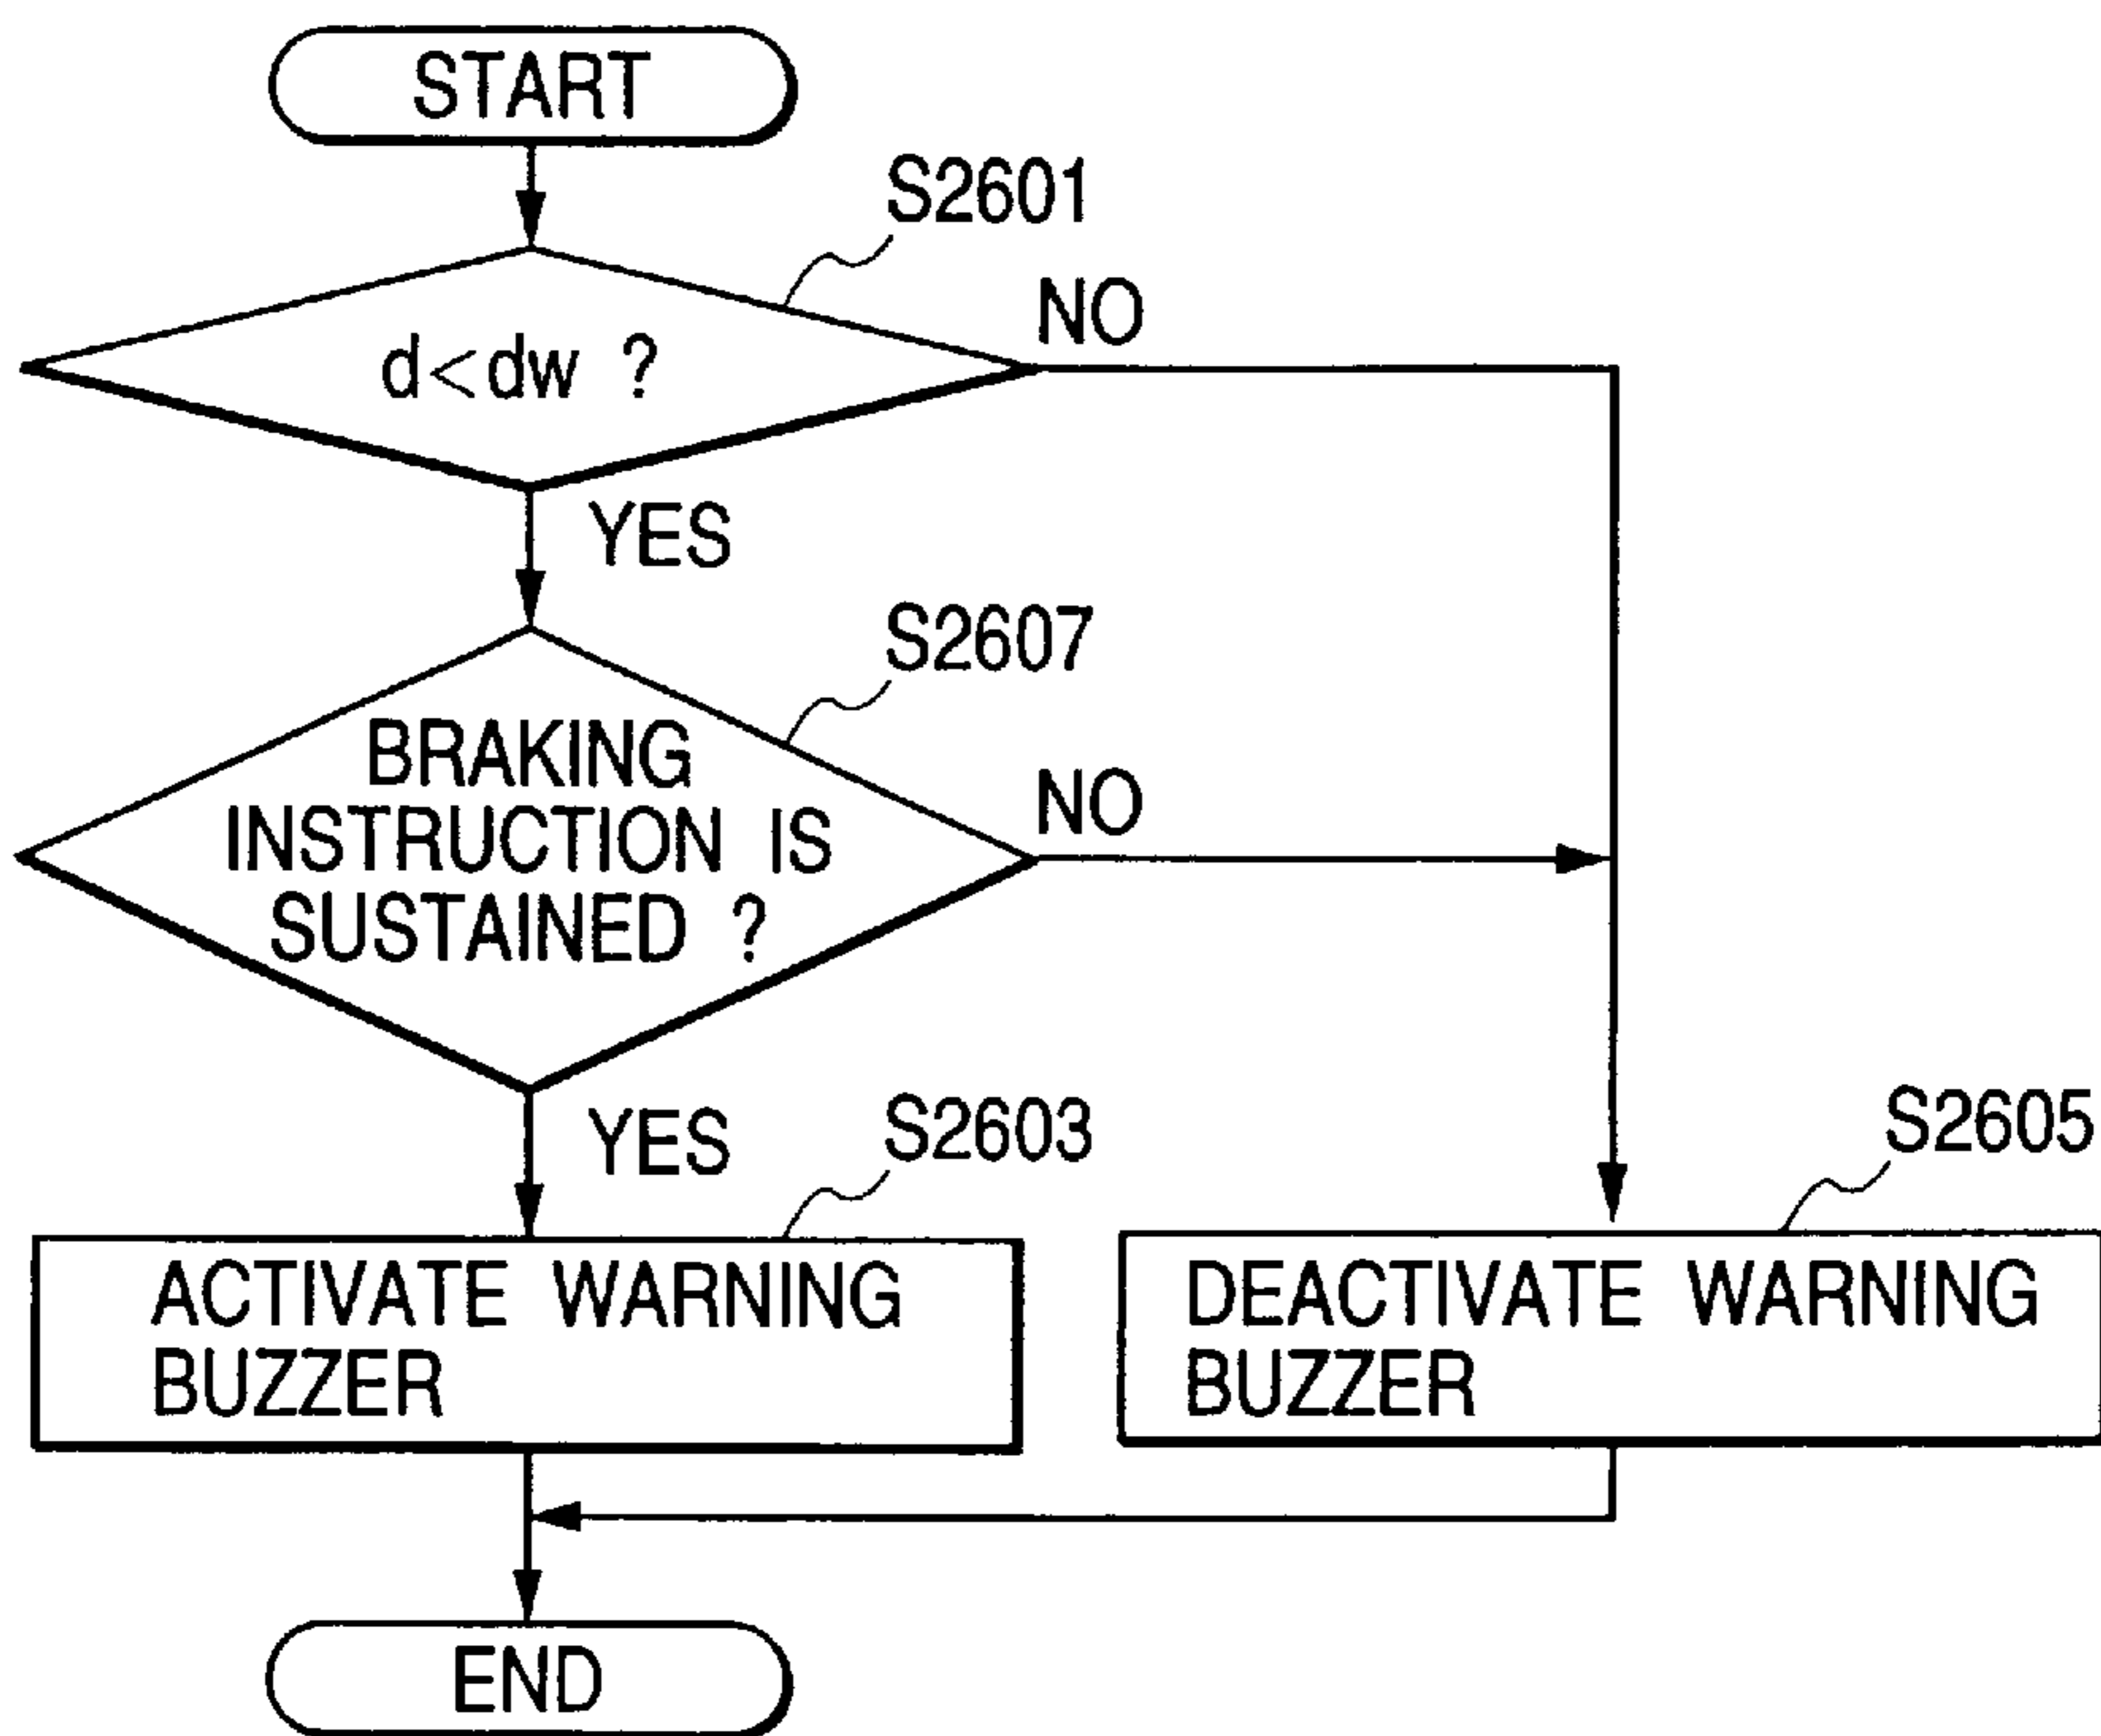 START
S2601
d<dw ?
NO
YES
S2607
BRAKING
INSTRUCTION IS
SUSTAINED ?
NO
YES
S2603
S2605
ACTIVATE WARNING
BUZZER
DEACTIVATE WARNING
BUZZER
END